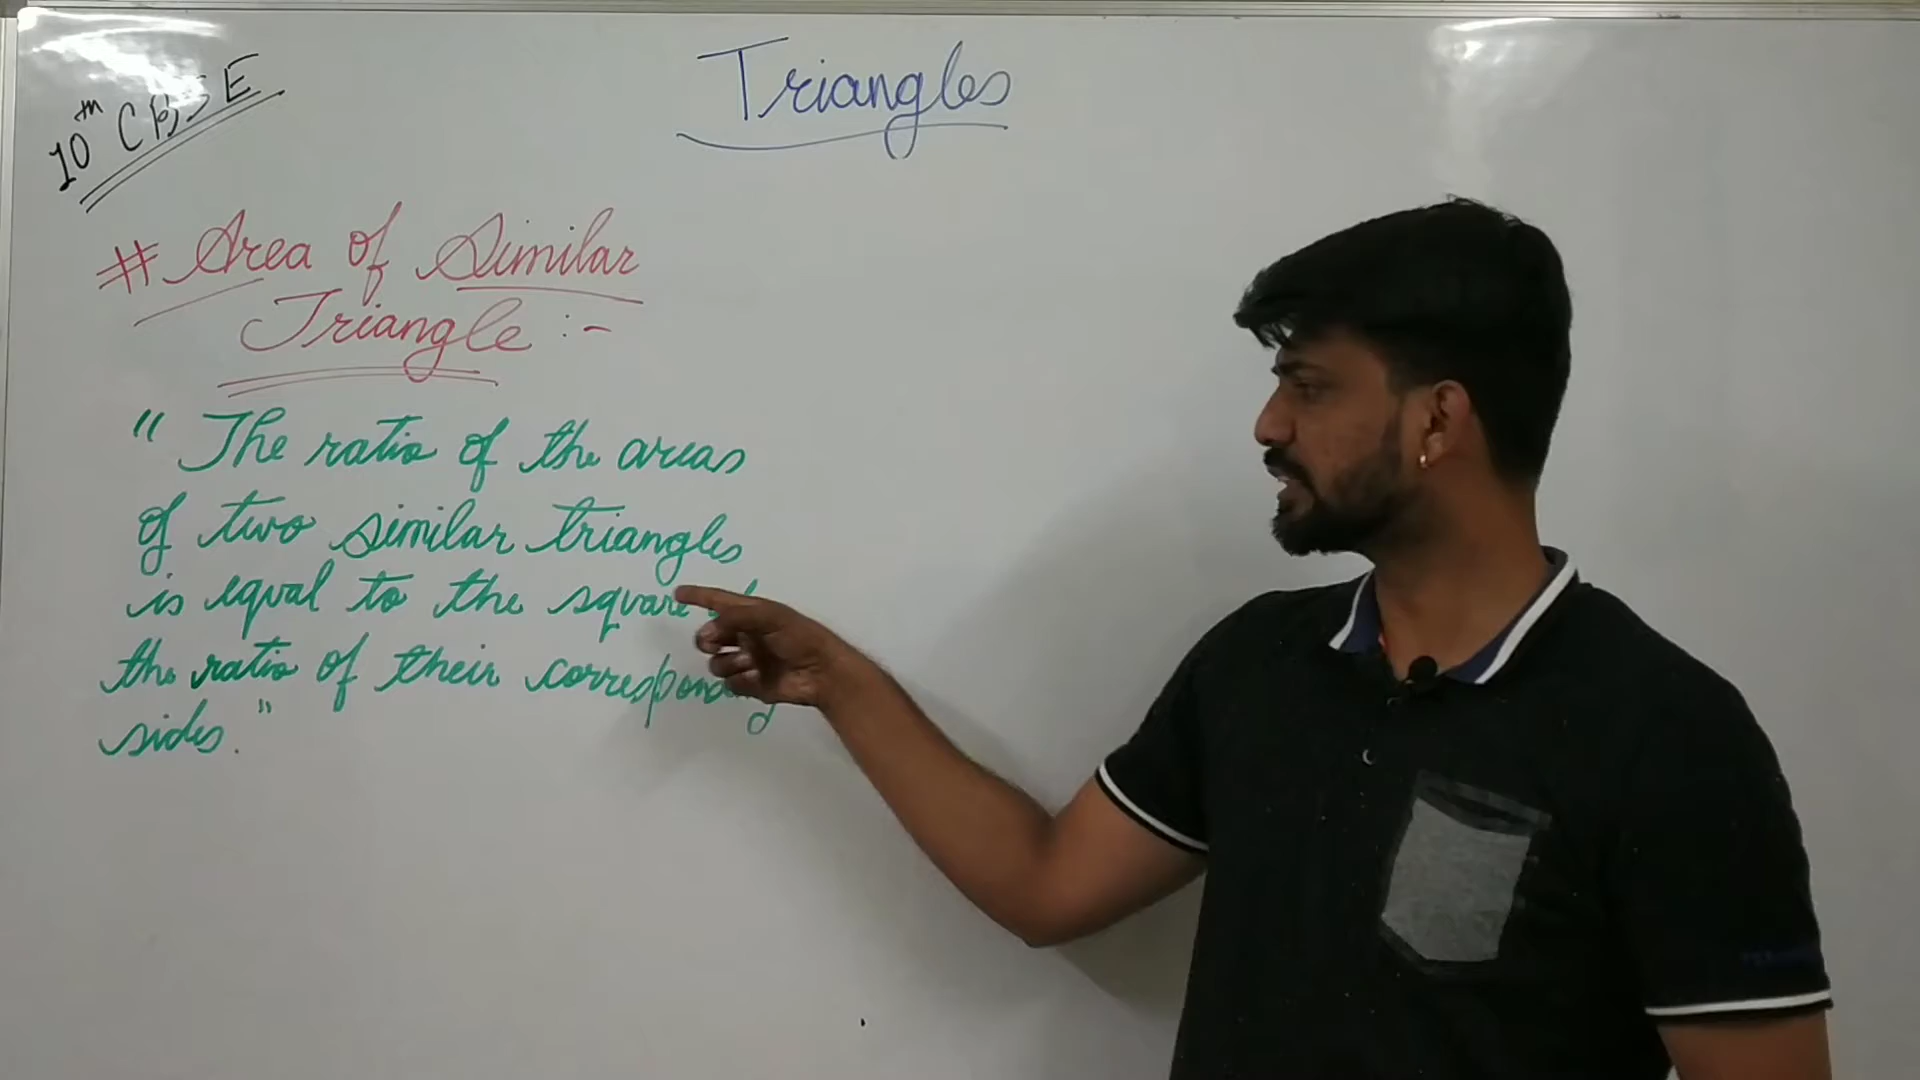 10th CBSE
Triangles
# Area of Similar
Triangle :-
" The ratio of the areas
of two similar triangles
is equal to the square
the ratio of their corresponding
sides."